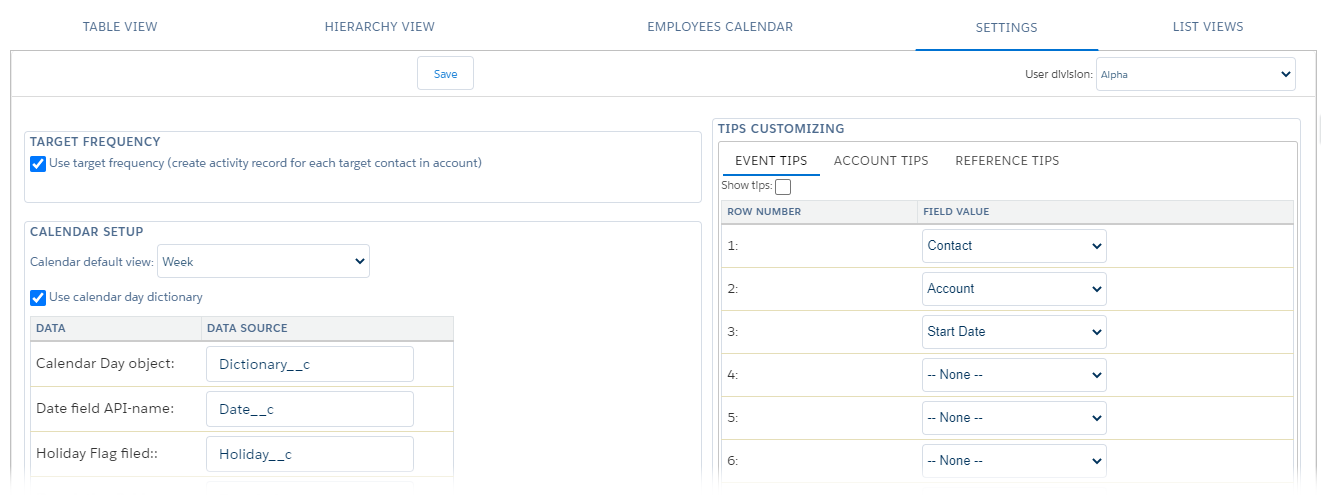 TABLE VIEW HIERARCHY VIEW EMPLOYEES CALENDAR SETTINGS LIST VIEWS
Save User division: Alpha
TARGET FREQUENCY
Use target frequency (create activity record for each target contact in account)
CALENDAR SETUP
Calendar default view: Week
Use calendar day dictionary
DATA DATA SOURCE
Calendar Day object: Dictionary__c
Date field API-name: Date__c
Holiday Flag filed:: Holiday__c
TIPS CUSTOMIZING
EVENT TIPS ACCOUNT TIPS REFERENCE TIPS
Show tips:
ROW NUMBER FIELD VALUE
1: Contact
2: Account
3: Start Date
4: -- None --
5: -- None --
6: -- None --